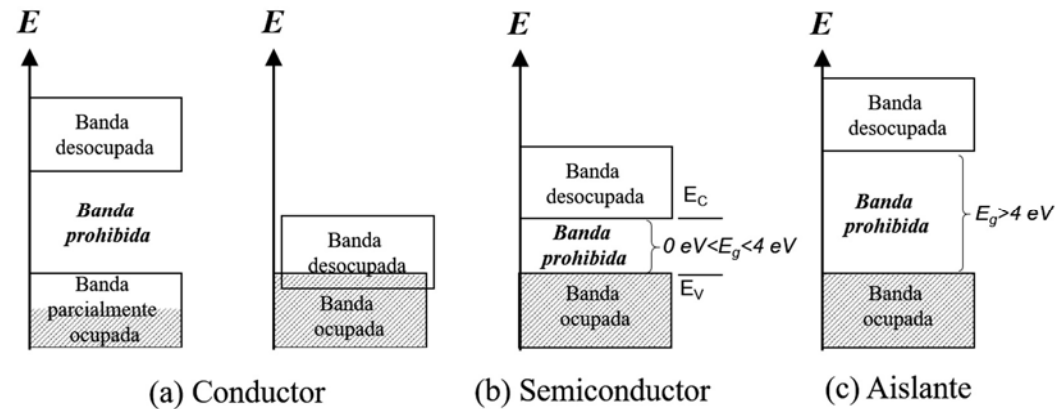 E
Banda
desocupada
Banda
prohibida
Banda
parcialmente
ocupada
E
Banda
desocupada
Banda
ocupada
(a) Conductor
E
Banda
desocupada
E_C
Banda
prohibida
0 eV<E_g<4 eV
E_V
Banda
ocupada
(b) Semiconductor
E
Banda
desocupada
Banda
prohibida
E_g>4 eV
Banda
ocupada
(c) Aislante